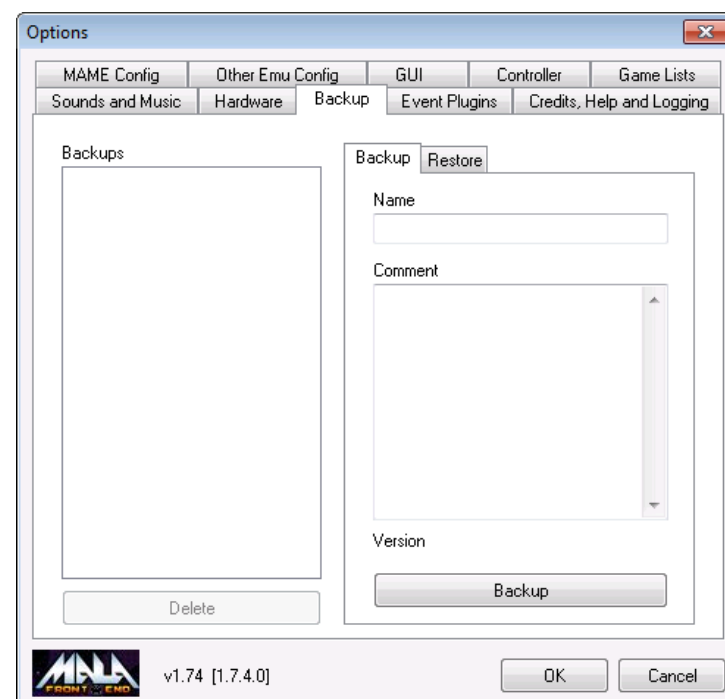 Options
MAME Config Other Emu Config GUI Controller Game Lists
Sounds and Music Hardware Backup Event Plugins Credits, Help and Logging
Backups
Backup Restore
Name
Comment
Version
Backup
Delete
MALA
FRONT END
v1.74 [1.7.4.0]
OK Cancel